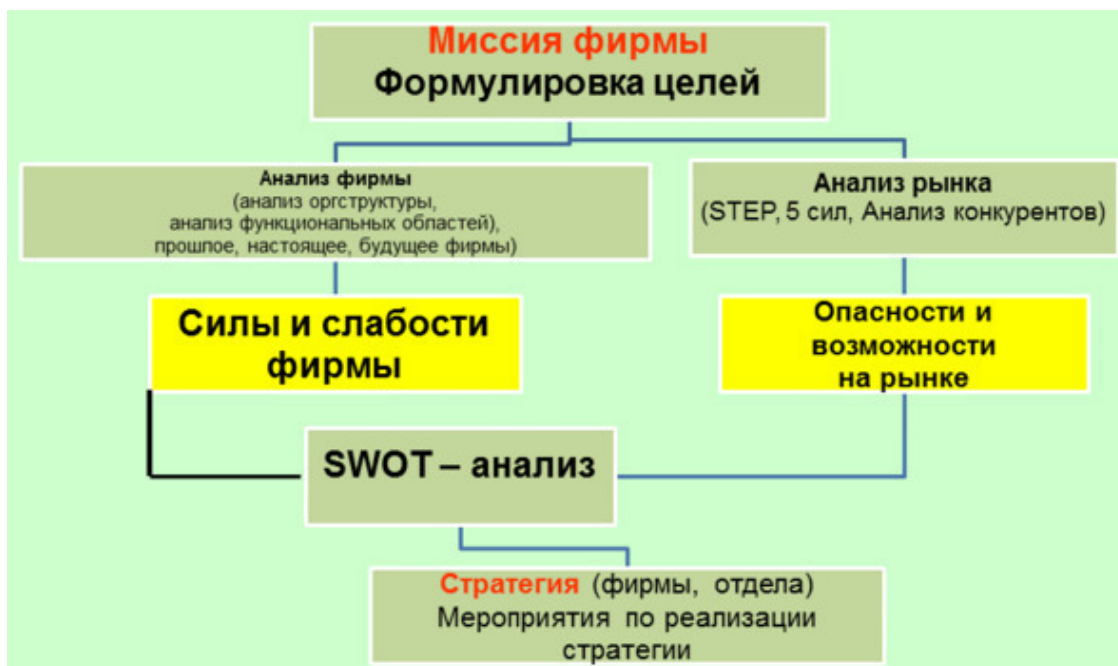 Миссия фирмы
Формулировка целей
Анализ фирмы
(анализ оргструктуры,
анализ функциональных областей),
прошлое, настоящее, будущее фирмы)
Анализ рынка
(STEP, 5 сил, Анализ конкурентов)
Силы и слабости
фирмы
Опасности и
возможности
на рынке
SWOT – анализ
Стратегия (фирмы, отдела)
Мероприятия по реализации
стратегии